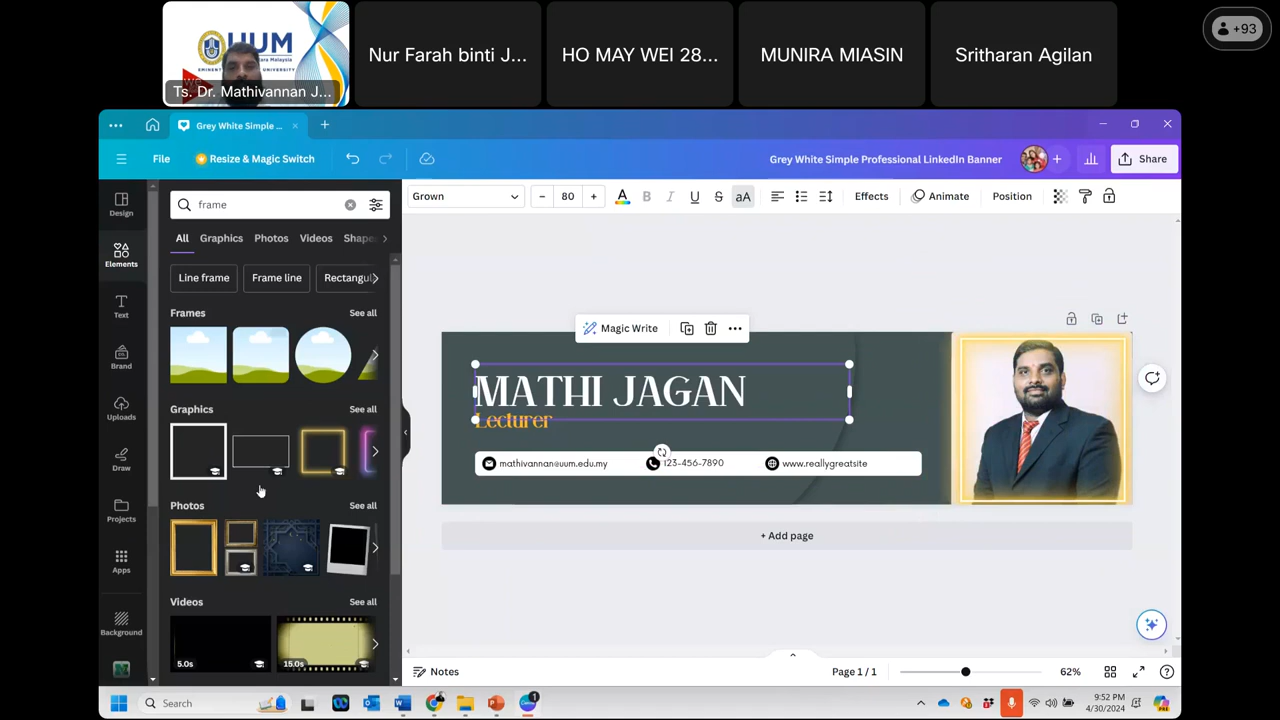 UUM
Ts. Dr. Mathivannan J...
Nur Farah binti J...
HO MAY WEI 28...
MUNIRA MIASIN
Sritharan Agilan
+93
Grey White Simple ...
File
Resize & Magic Switch
Grey White Simple Professional LinkedIn Banner
Share
Design
Elements
Text
Brand
Uploads
Draw
Projects
Apps
Background
frame
All
Graphics
Photos
Videos
Line frame
Frame line
Frames
See all
Graphics
See all
Photos
See all
Videos
See all
5.0s
15.0s
Grown
80
aA
Effects
Animate
Position
Magic Write
MATHI JAGAN
Lecturer
mathivannan@uum.edu.my
123-456-7890
www.reallygreatsite
+ Add page
Notes
Page 1 / 1
62%
Search
1
9:52 PM
4/30/2024